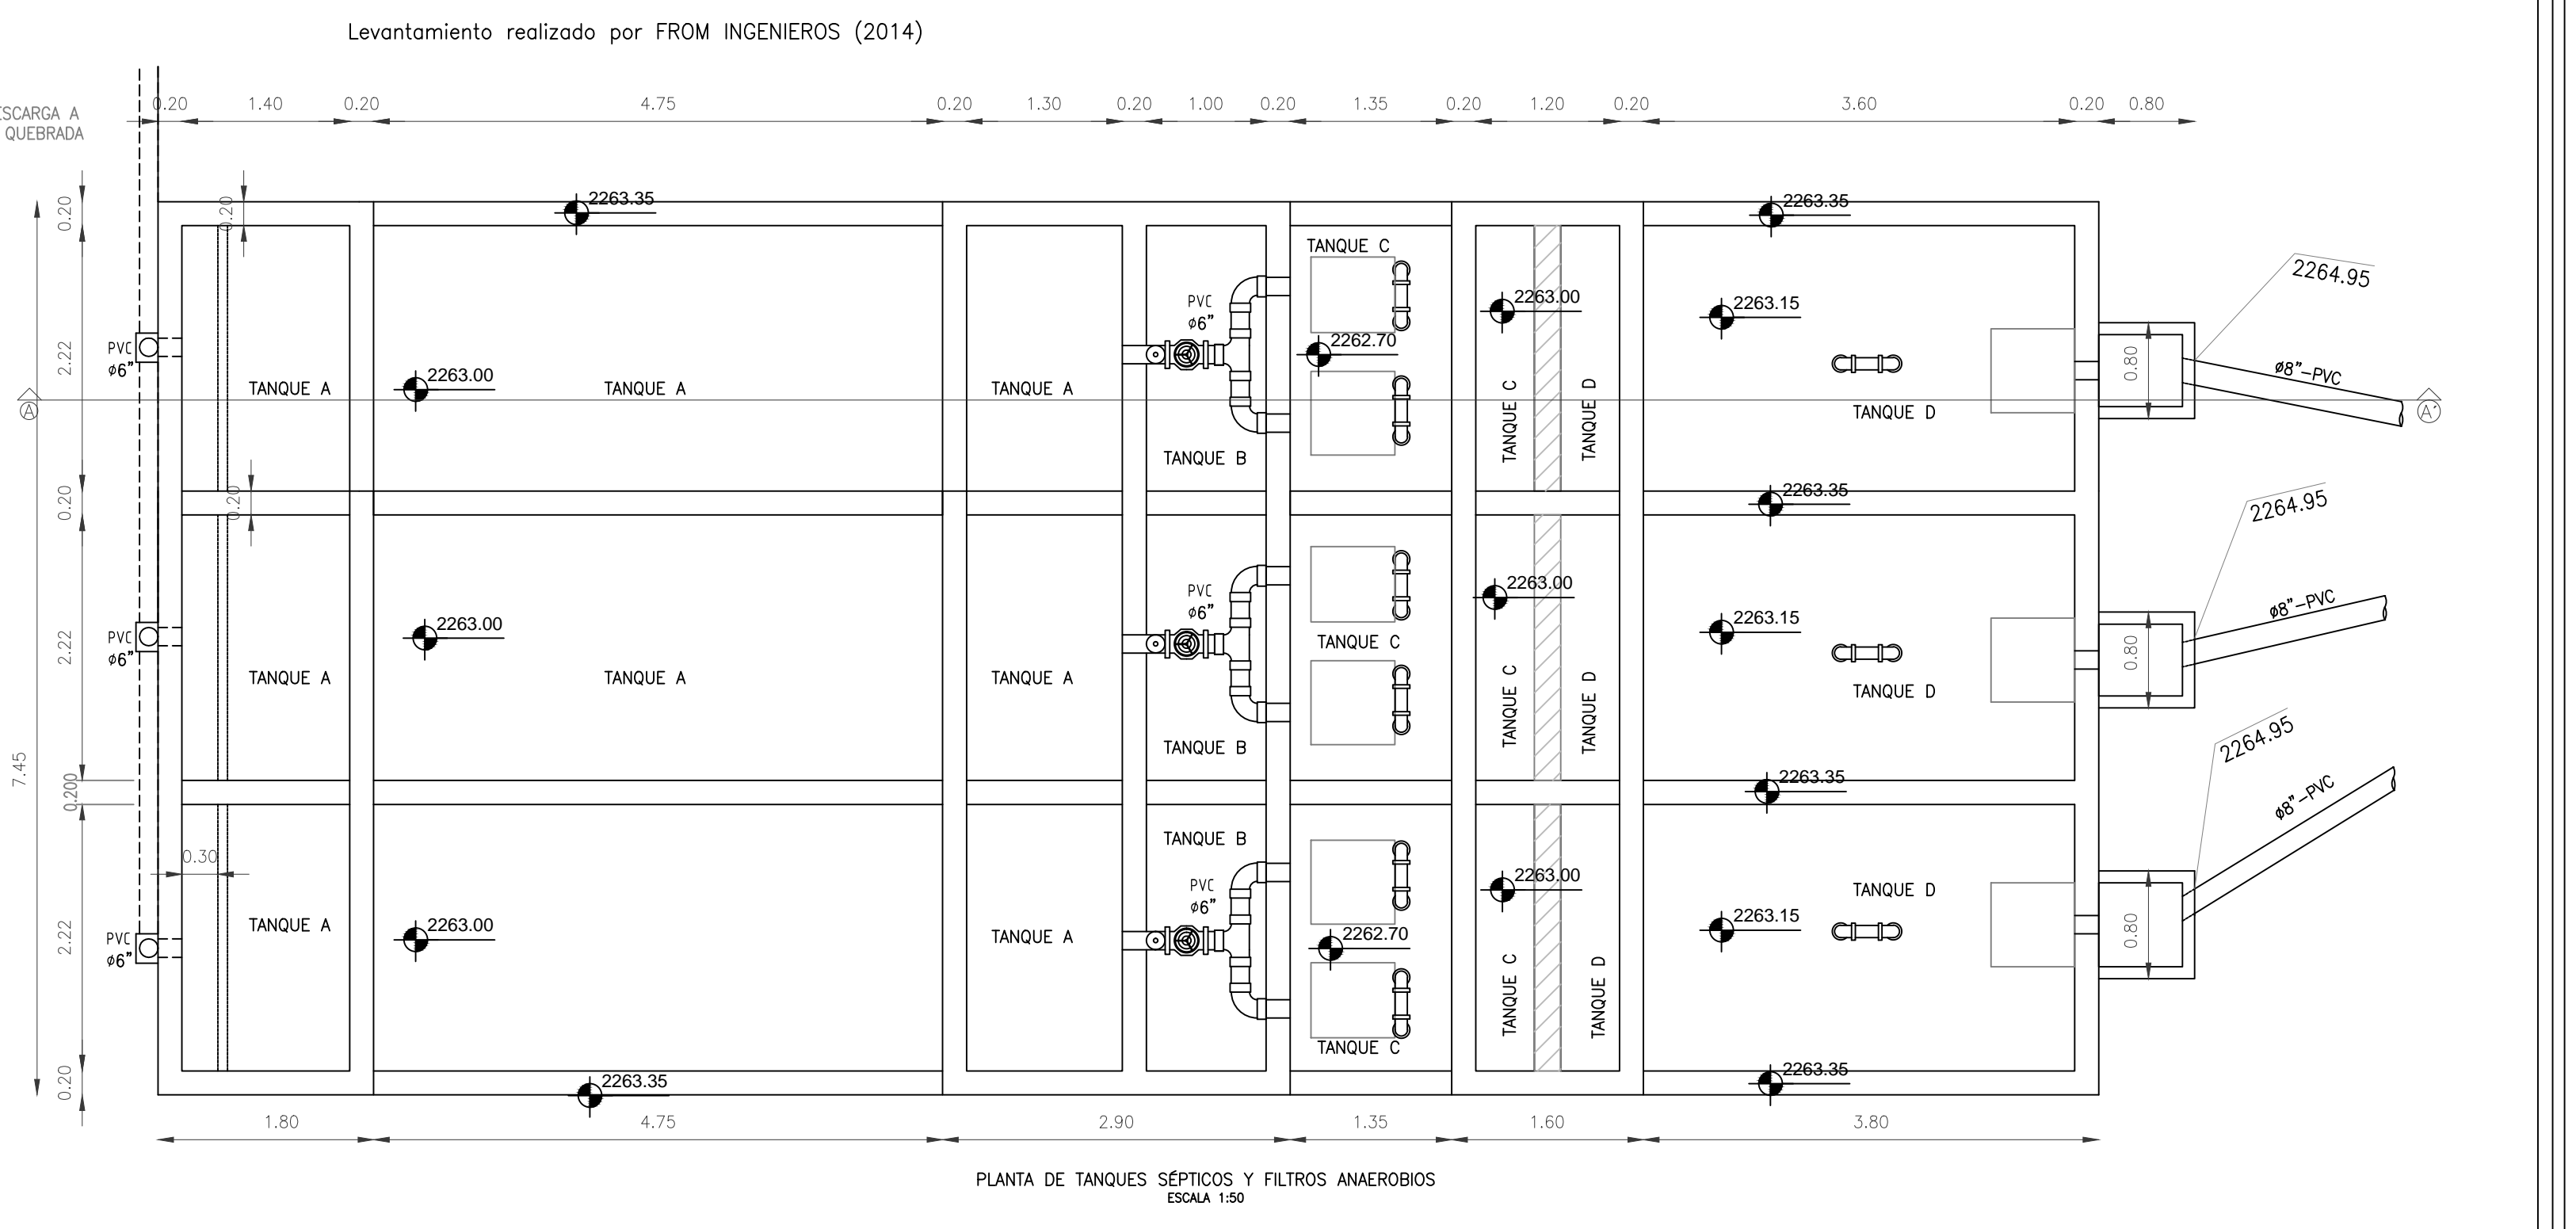 Levantamiento realizado por FROM INGENIEROS (2014)
ESCARGA A
QUEBRADA
0.20 1.40 0.20 4.75 0.20 1.30 0.20 1.00 0.20 1.35 0.20 1.20 0.20 3.60 0.20 0.80
0.20 0.20 2263.35 2263.35
TANQUE C
2264.95
PVC
ø6"
2263.00 2263.15
2262.70
2.22
PVC
ø6"
0.80
ø8"-PVC
2263.00
TANQUE A TANQUE A TANQUE A
A A'
TANQUE C TANQUE D TANQUE D
TANQUE B
0.20 0.20 2263.35
2264.95
PVC
ø6"
2263.00
ø8"-PVC
2.22
PVC
ø6"
2263.00 2263.15
TANQUE C
0.80
TANQUE A TANQUE A TANQUE A
TANQUE C TANQUE D TANQUE D
TANQUE B
2264.95
7.45
0.200
2263.35
ø8"-PVC
TANQUE B
0.30
PVC
ø6"
2263.00
TANQUE D
2.22
PVC
ø6"
TANQUE A
2263.00
TANQUE A
2262.70
2263.15
0.80
TANQUE C TANQUE D
TANQUE C
0.20 2263.35 2263.35
1.80 4.75 2.90 1.35 1.60 3.80
PLANTA DE TANQUES SÉPTICOS Y FILTROS ANAEROBIOS
ESCALA 1:50